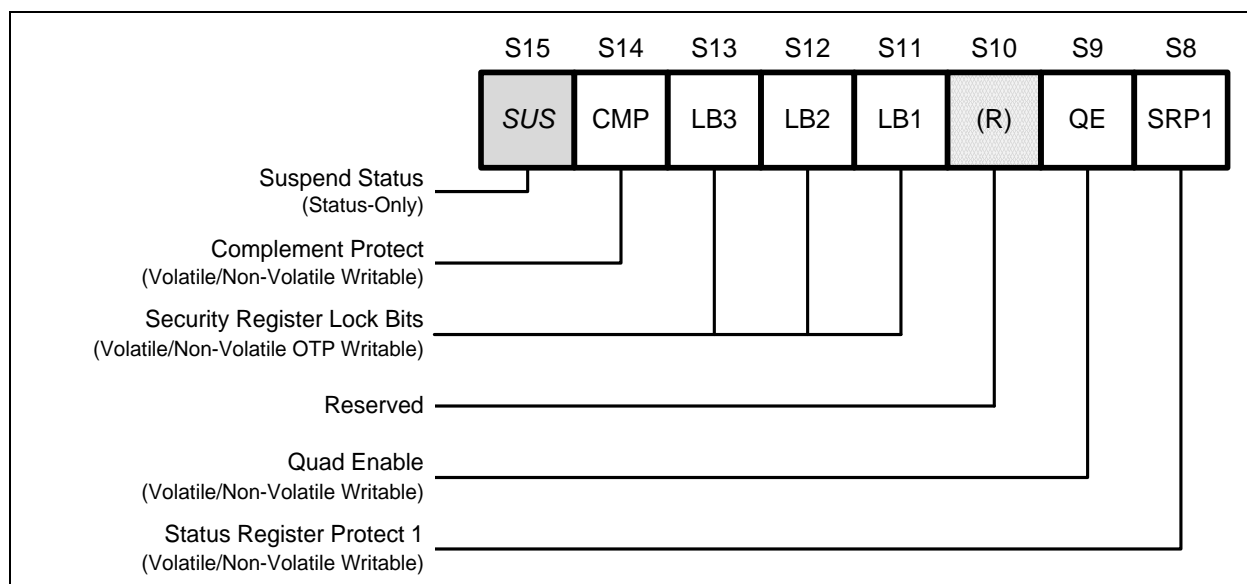 S15 S14 S13 S12 S11 S10 S9 S8
SUS CMP LB3 LB2 LB1 (R) QE SRP1
Suspend Status
(Status-Only)
Complement Protect
(Volatile/Non-Volatile Writable)
Security Register Lock Bits
(Volatile/Non-Volatile OTP Writable)
Reserved
Quad Enable
(Volatile/Non-Volatile Writable)
Status Register Protect 1
(Volatile/Non-Volatile Writable)